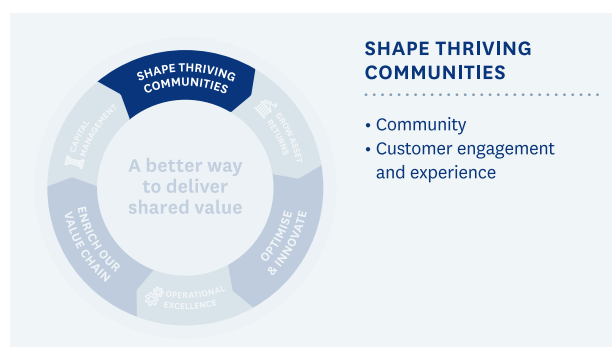 SHAPE THRIVING
COMMUNITIES
GROW ASSET
RETURNS
OPTIMISE
& INNOVATE
OPERATIONAL
EXCELLENCE
ENRICH OUR
VALUE CHAIN
CAPITAL
MANAGEMENT
A better way
to deliver
shared value
SHAPE THRIVING
COMMUNITIES
• Community
• Customer engagement
and experience